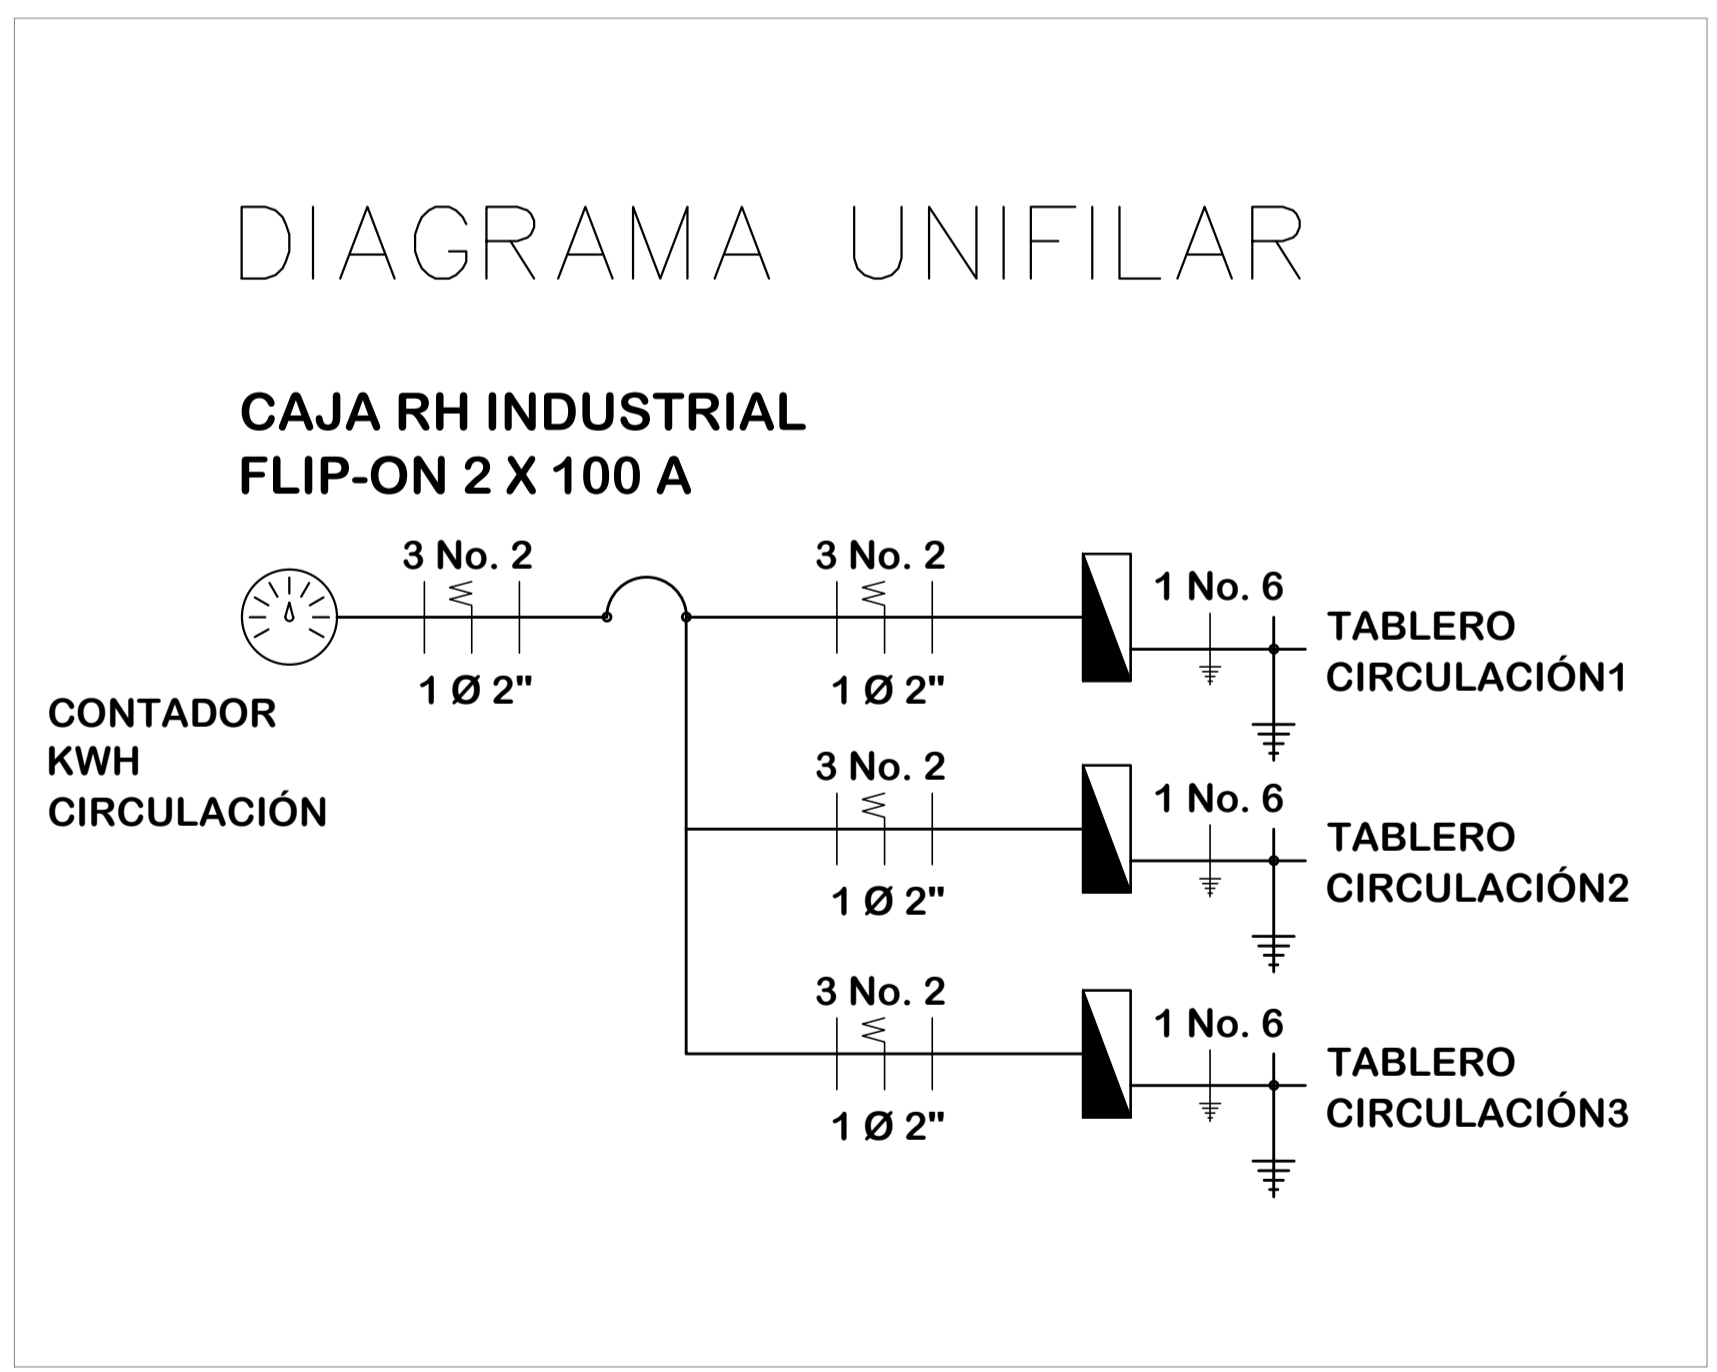 DIAGRAMA UNIFILAR
CAJA RH INDUSTRIAL
FLIP-ON 2 X 100 A
3 No. 2
1 Ø 2"
CONTADOR
KWH
CIRCULACIÓN
3 No. 2
1 Ø 2"
1 No. 6
TABLERO
CIRCULACIÓN1
3 No. 2
1 Ø 2"
1 No. 6
TABLERO
CIRCULACIÓN2
3 No. 2
1 Ø 2"
1 No. 6
TABLERO
CIRCULACIÓN3